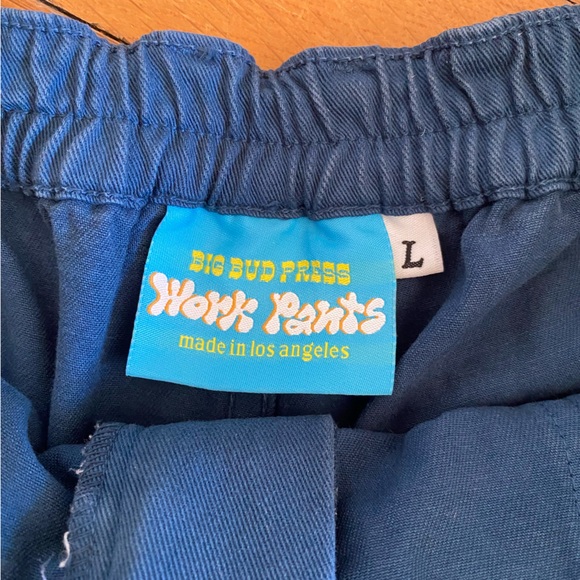 BIG BUD PRESS
Work Pants
made in los angeles
L